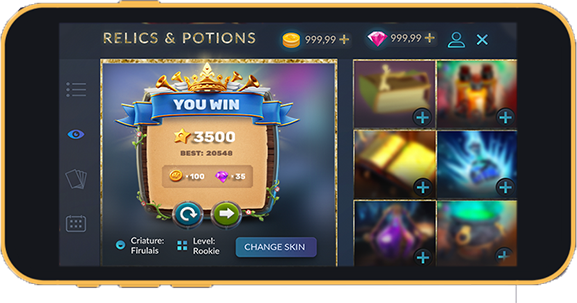 RELICS & POTIONS
999,99 +
999,99 +
YOU WIN
3500
BEST: 20548
+100
+35
Criature:
Firulais
Level:
Rookie
CHANGE SKIN